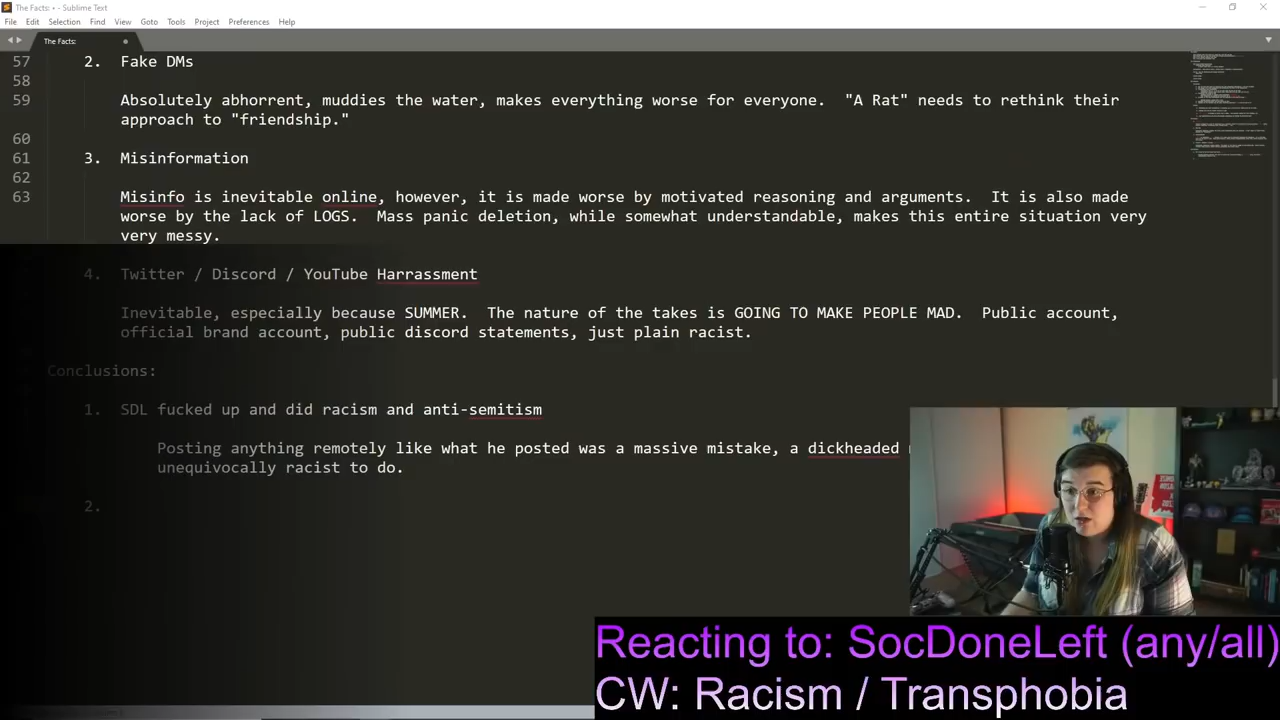 The Facts: • - Sublime Text
File Edit Selection Find View Goto Tools Project Preferences Help
The Facts:
57 2. Fake DMs
58
59 Absolutely abhorrent, muddies the water, makes everything worse for everyone. "A Rat" needs to rethink their
approach to "friendship."
60
61 3. Misinformation
62
63 Misinfo is inevitable online, however, it is made worse by motivated reasoning and arguments. It is also made
worse by the lack of LOGS. Mass panic deletion, while somewhat understandable, makes this entire situation very
very messy.
4. Twitter / Discord / YouTube Harrassment
Inevitable, especially because SUMMER. The nature of the takes is GOING TO MAKE PEOPLE MAD. Public account,
official brand account, public discord statements, just plain racist.
Conclusions:
1. SDL fucked up and did racism and anti-semitism
Posting anything remotely like what he posted was a massive mistake, a dickheaded
unequivocally racist to do.
2.
Reacting to: SocDoneLeft (any/all)
CW: Racism / Transphobia